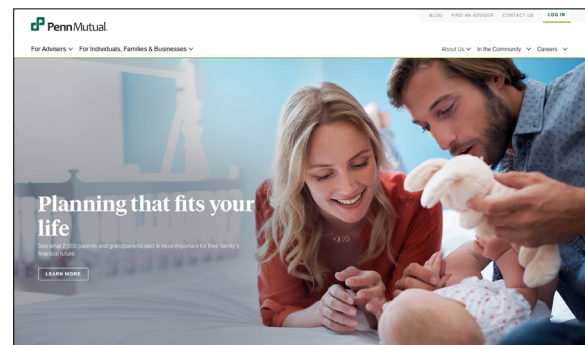 BLOG FIND AN ADVISER CONTACT US LOG IN
PennMutual.
For Advisers For Individuals, Families & Businesses About Us In the Community Careers
Planning that fits your
life
See what 2,000 parents and grandparents said is most important for their family's
financial future.
LEARN MORE